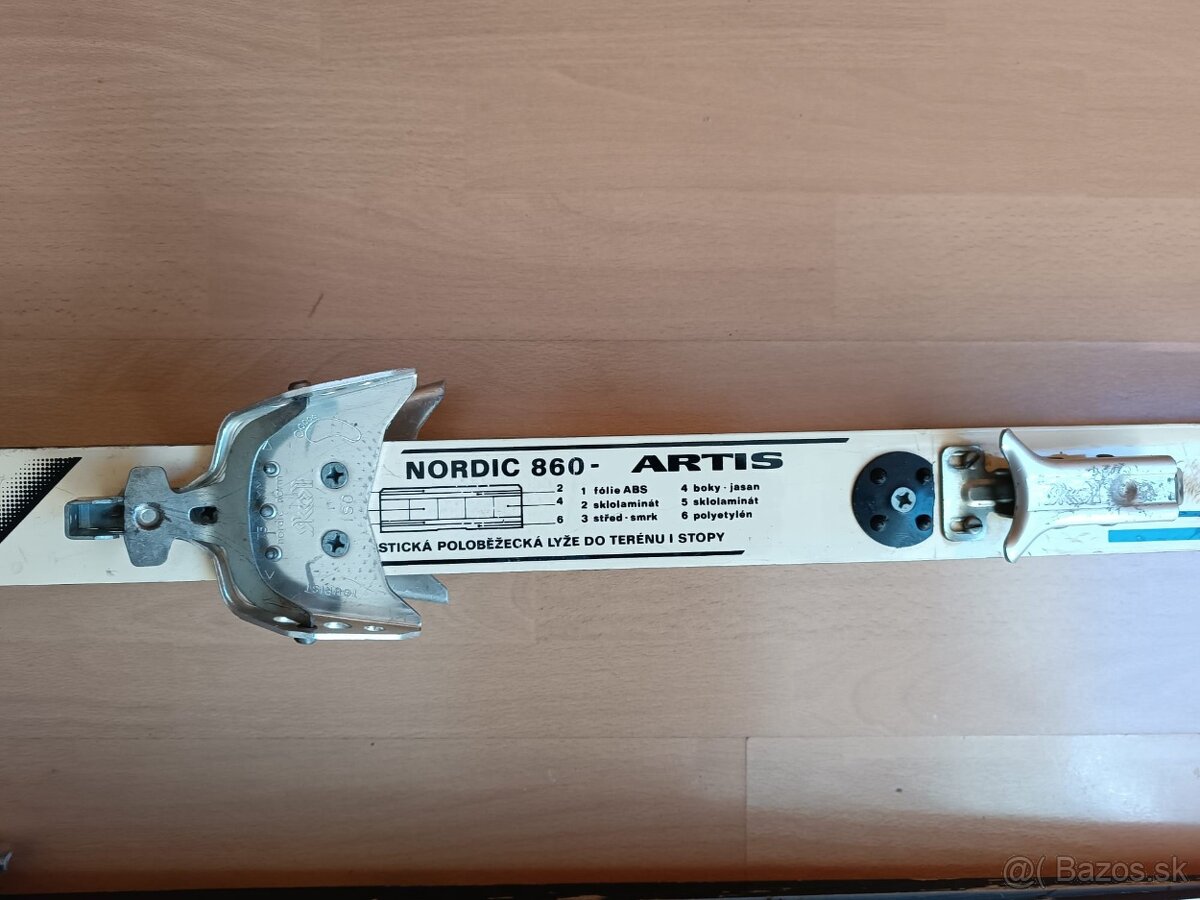 NORDIC 860- ARTIS
2 1 fólie ABS 4 boky - jasan
4 2 sklolaminát 5 sklolaminát
6 3 střed - smrk 6 polyetylén
STICKÁ POLOBĚŽECKÁ LYŽE DO TERÉNU I STOPY
TOURIST
Bazos.sk